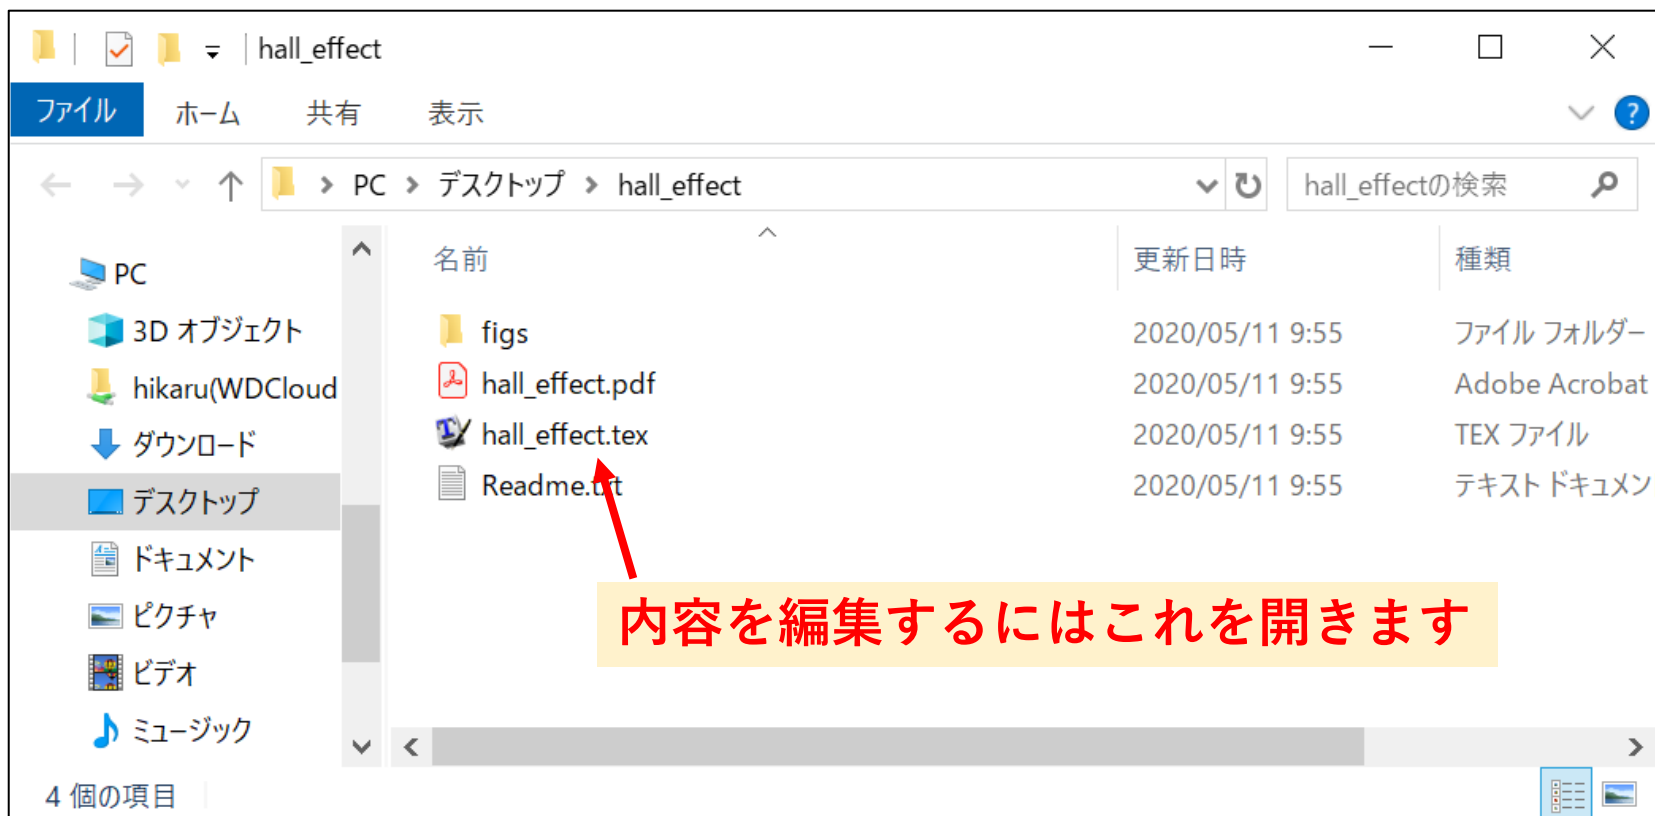 hall_effect
ファイル ホーム 共有 表示
PC デスクトップ hall_effect hall_effectの検索
名前 更新日時 種類
PC
3D オブジェクト
hikaru(WDCloud
ダウンロード
デスクトップ
ドキュメント
ピクチャ
ビデオ
ミュージック
figs 2020/05/11 9:55 ファイル フォルダー
hall_effect.pdf 2020/05/11 9:55 Adobe Acrobat
hall_effect.tex 2020/05/11 9:55 TEX ファイル
Readme.txt 2020/05/11 9:55 テキスト ドキュメン
内容を編集するにはこれを開きます
4 個の項目